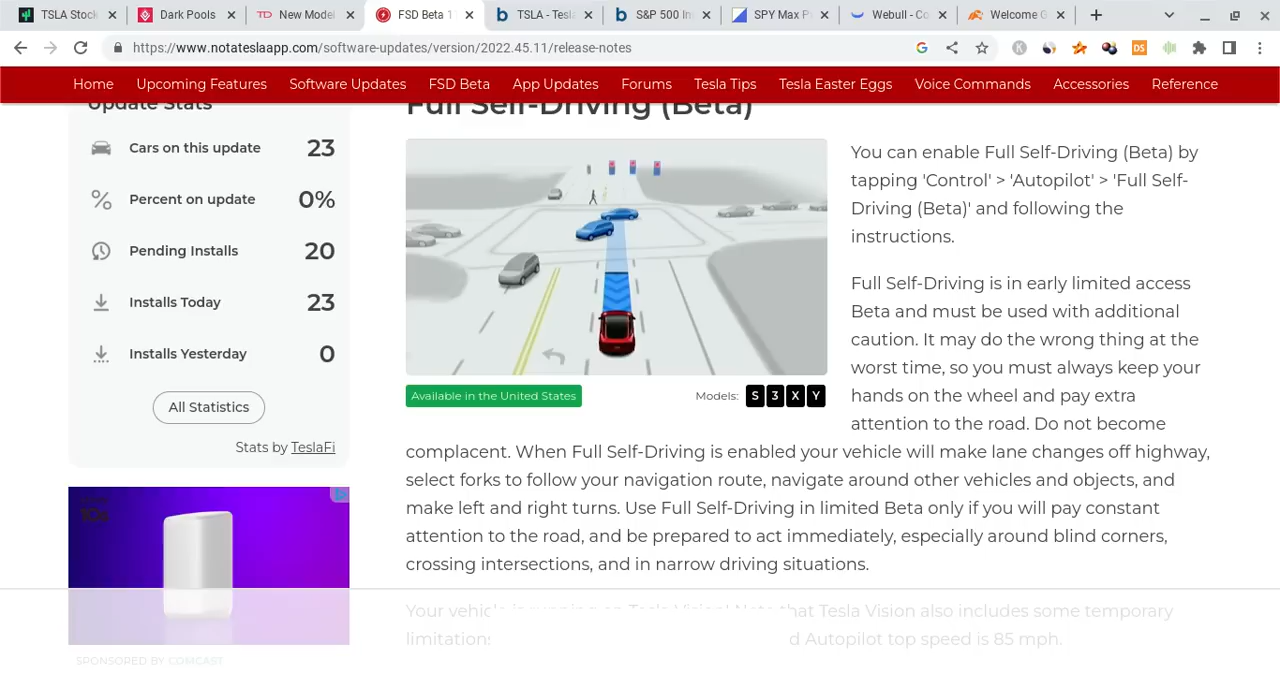 TSLA Stock
Dark Pools
New Model
FSD Beta 1
TSLA - Tesla
S&P 500 In
SPY Max P
Webull - Co
Welcome G
https://www.notateslaapp.com/software-updates/version/2022.45.11/release-notes
Home Upcoming Features Software Updates FSD Beta App Updates Forums Tesla Tips Tesla Easter Eggs Voice Commands Accessories Reference
Update Stats
Cars on this update 23
Percent on update 0%
Pending Installs 20
Installs Today 23
Installs Yesterday 0
All Statistics
Stats by TeslaFi
SPONSORED BY COMCAST
Full Self-Driving (Beta)
Available in the United States
Models: S 3 X Y
You can enable Full Self-Driving (Beta) by
tapping 'Control' > 'Autopilot' > 'Full Self-
Driving (Beta)' and following the
instructions.
Full Self-Driving is in early limited access
Beta and must be used with additional
caution. It may do the wrong thing at the
worst time, so you must always keep your
hands on the wheel and pay extra
attention to the road. Do not become
complacent. When Full Self-Driving is enabled your vehicle will make lane changes off highway,
select forks to follow your navigation route, navigate around other vehicles and objects, and
make left and right turns. Use Full Self-Driving in limited Beta only if you will pay constant
attention to the road, and be prepared to act immediately, especially around blind corners,
crossing intersections, and in narrow driving situations.
Your vehicle is running on Tesla Vision! Note that Tesla Vision also includes some temporary
limitations: d Autopilot top speed is 85 mph.